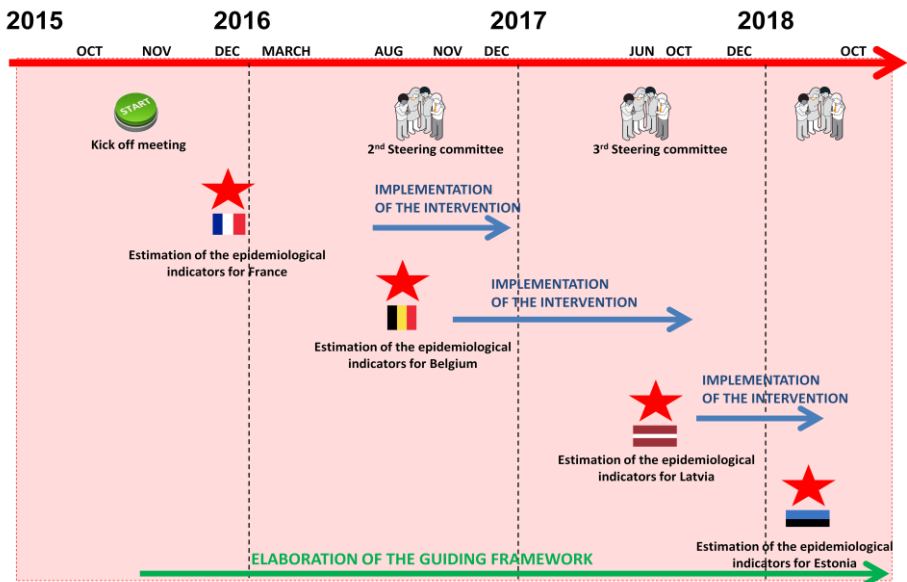 2015 2016 2017 2018
OCT NOV DEC MARCH AUG NOV DEC JUN OCT DEC OCT
START
Kick off meeting
2nd Steering committee
3rd Steering committee
IMPLEMENTATION
OF THE INTERVENTION
Estimation of the epidemiological
indicators for France
IMPLEMENTATION
OF THE INTERVENTION
Estimation of the epidemiological
indicators for Belgium
IMPLEMENTATION
OF THE INTERVENTION
Estimation of the epidemiological
indicators for Latvia
Estimation of the epidemiological
indicators for Estonia
ELABORATION OF THE GUIDING FRAMEWORK